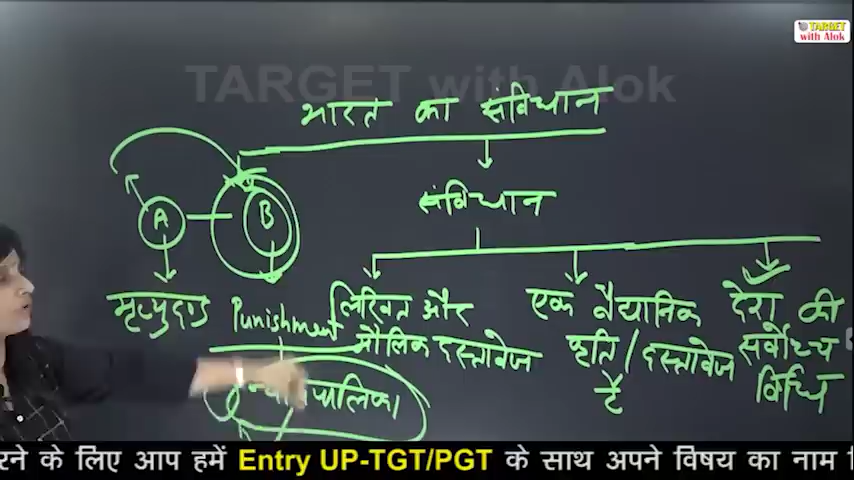 TARGET
with Alok
TARGET with Alok
भारत का संविधान
संविधान
A
B
मृत्युदण्ड
Punishment
न्यायपालिका
लिखित और
मौलिक दस्तावेज
एक वैधानिक
कृति / दस्तावेज
है
देश की
सर्वोच्च
विधि
रने के लिए आप हमें Entry UP-TGT/PGT के साथ अपने विषय का नाम